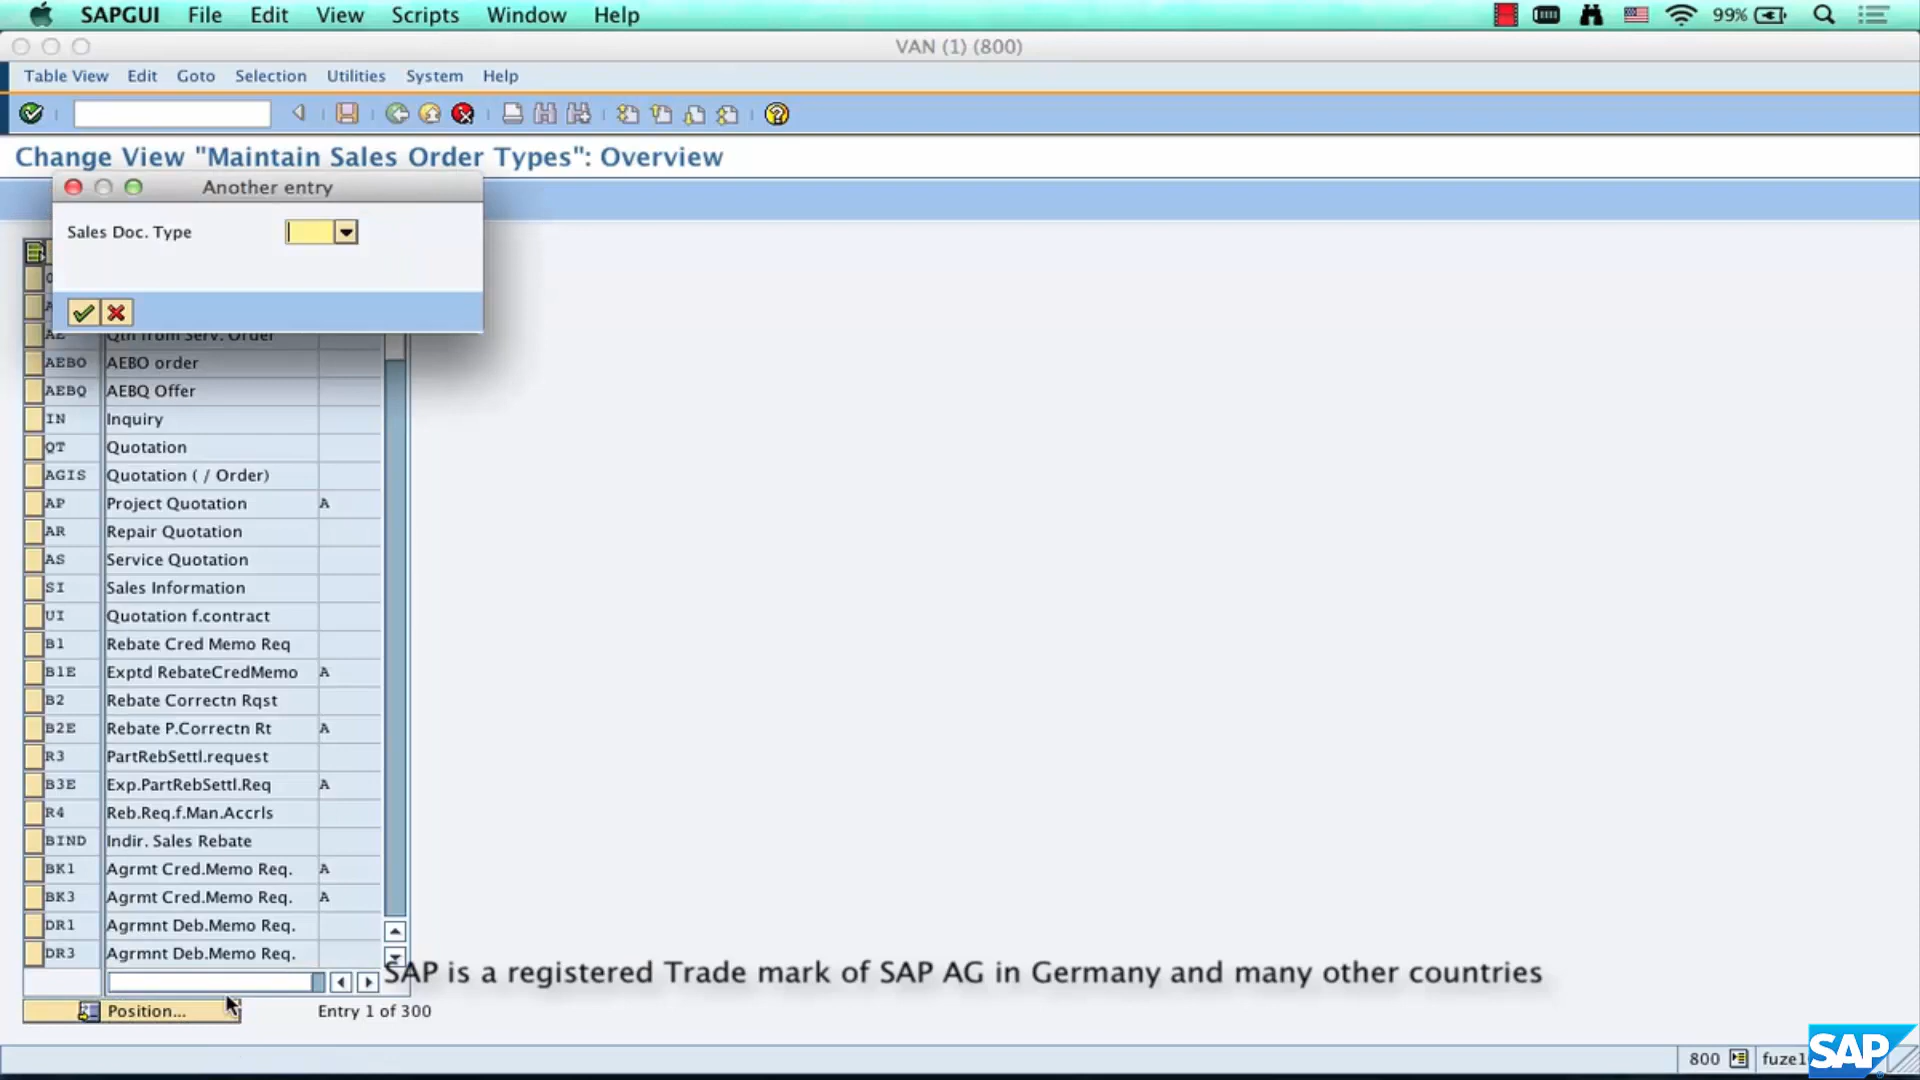 SAPGUI File Edit View Scripts Window Help 99%
VAN (1) (800)
Table View Edit Goto Selection Utilities System Help
Change View "Maintain Sales Order Types": Overview
Another entry
Sales Doc. Type
AE Qtn from Serv. Order
AEBO AEBO order
AEBQ AEBQ Offer
IN Inquiry
QT Quotation
AGIS Quotation ( / Order)
AP Project Quotation A
AR Repair Quotation
AS Service Quotation
SI Sales Information
UI Quotation f.contract
B1 Rebate Cred Memo Req
B1E Exptd RebateCredMemo A
B2 Rebate Correctn Rqst
B2E Rebate P.Correctn Rt A
R3 PartRebSettl.request
B3E Exp.PartRebSettl.Req A
R4 Reb.Req.f.Man.Accrls
BIND Indir. Sales Rebate
BK1 Agrmt Cred.Memo Req. A
BK3 Agrmt Cred.Memo Req. A
DR1 Agrmnt Deb.Memo Req.
DR3 Agrmnt Deb.Memo Req.
SAP is a registered Trade mark of SAP AG in Germany and many other countries
Position... Entry 1 of 300
800 fuze1
SAP